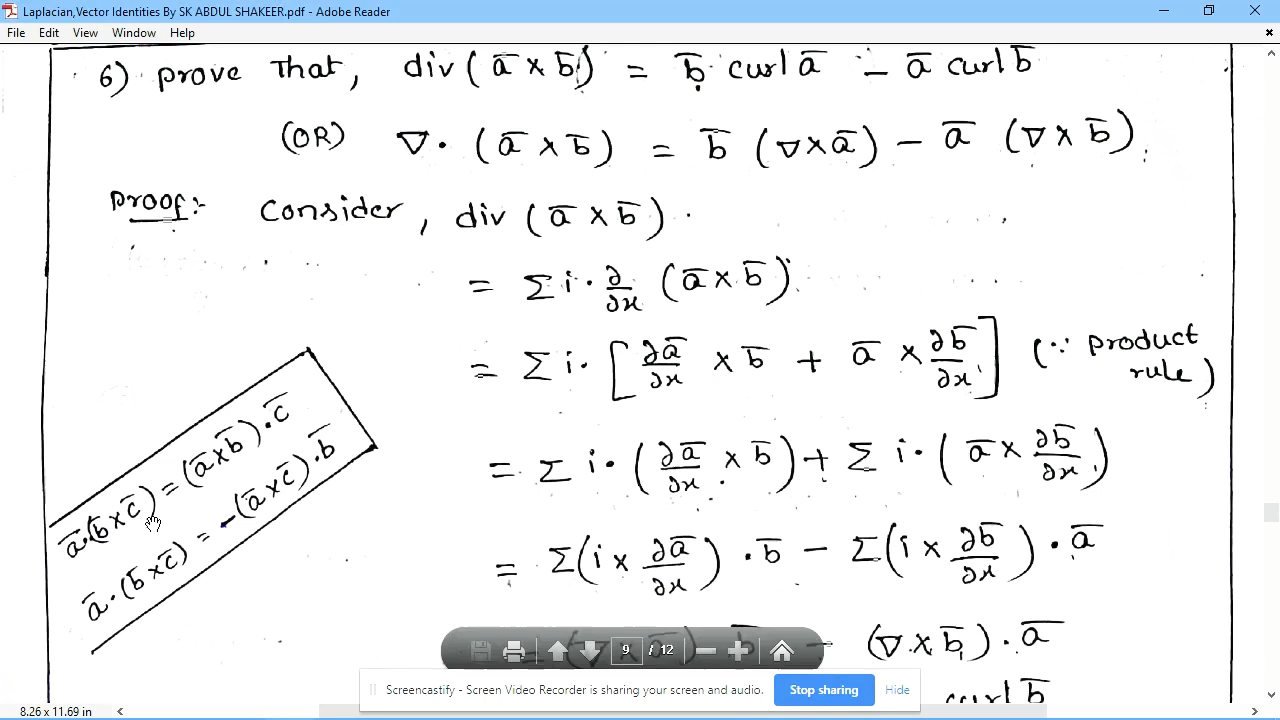 Laplacian,Vector Identities By SK ABDUL SHAKEER.pdf - Adobe Reader
File Edit View Window Help
6) prove That, div ( a̅ × b̅ ) = b̅ . curl a̅ - a̅ curl b̅
(OR) ∇ · ( a̅ × b̅ ) = b̅ ( ∇ × a̅ ) - a̅ ( ∇ × b̅ )
Proof:- Consider, div ( a̅ × b̅ ) .
= Σ i · ∂/∂x ( a̅ × b̅ )
= Σ i · [ ∂a̅/∂x × b̅ + a̅ × ∂b̅/∂x ] (∵ product rule)
= Σ i · ( ∂a̅/∂x × b̅ ) + Σ i · ( a̅ × ∂b̅/∂x )
= Σ ( i × ∂a̅/∂x ) · b̅ - Σ ( i × ∂b̅/∂x ) · a̅
a̅ · ( b̅ × c̅ ) = ( a̅ × b̅ ) · c̅
a̅ · ( b̅ × c̅ ) = - ( a̅ × c̅ ) · b̅
= ( ∇ × a̅ ) · b̅ - ( ∇ × b̅ ) · a̅
9 / 12
curl b̅
Screencastify - Screen Video Recorder is sharing your screen and audio. Stop sharing Hide
8.26 x 11.69 in